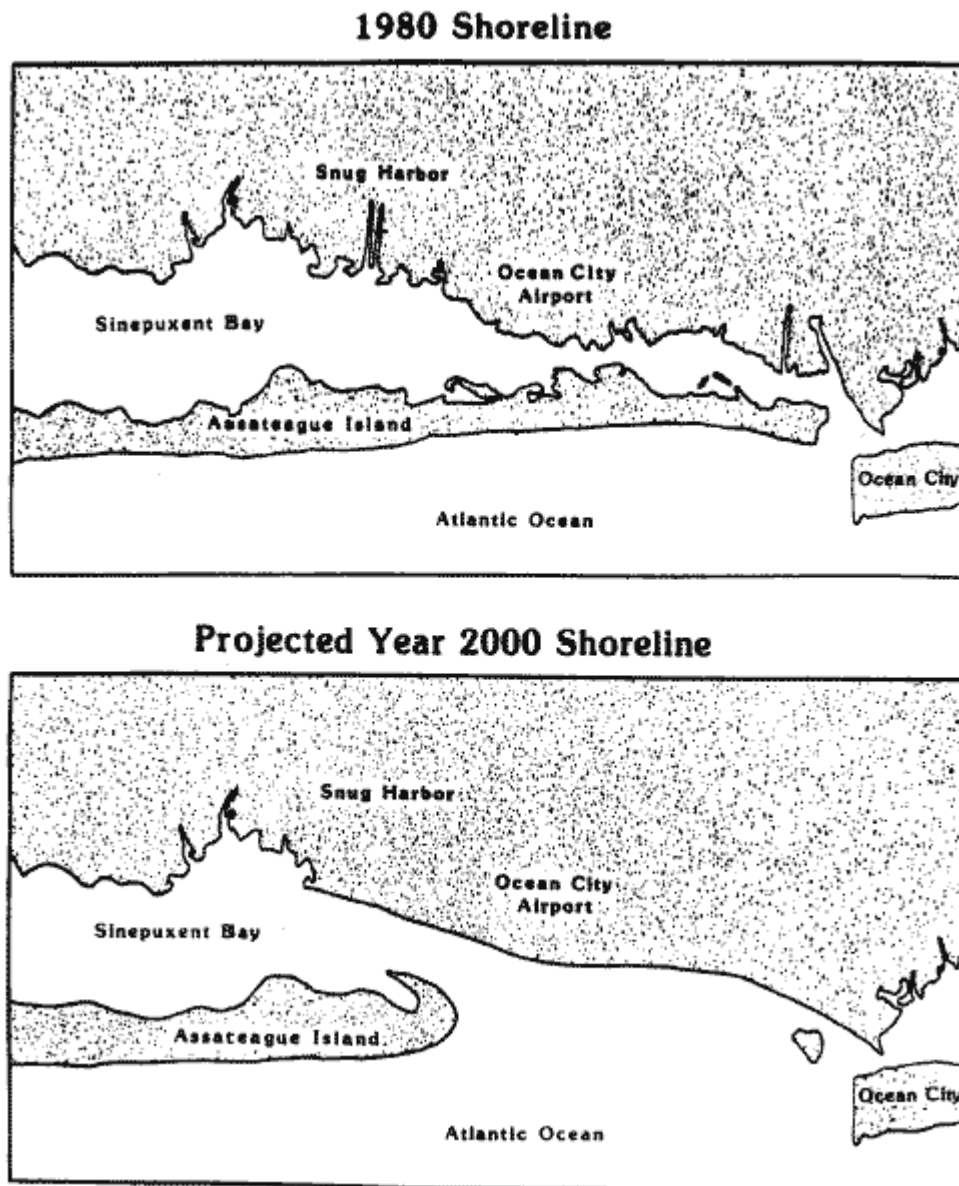 1980 Shoreline
Snug Harbor
Ocean City
Airport
Sinepuxent Bay
Assateague Island
Ocean City
Atlantic Ocean
Projected Year 2000 Shoreline
Snug Harbor
Ocean City
Airport
Sinepuxent Bay
Assateague Island
Ocean City
Atlantic Ocean